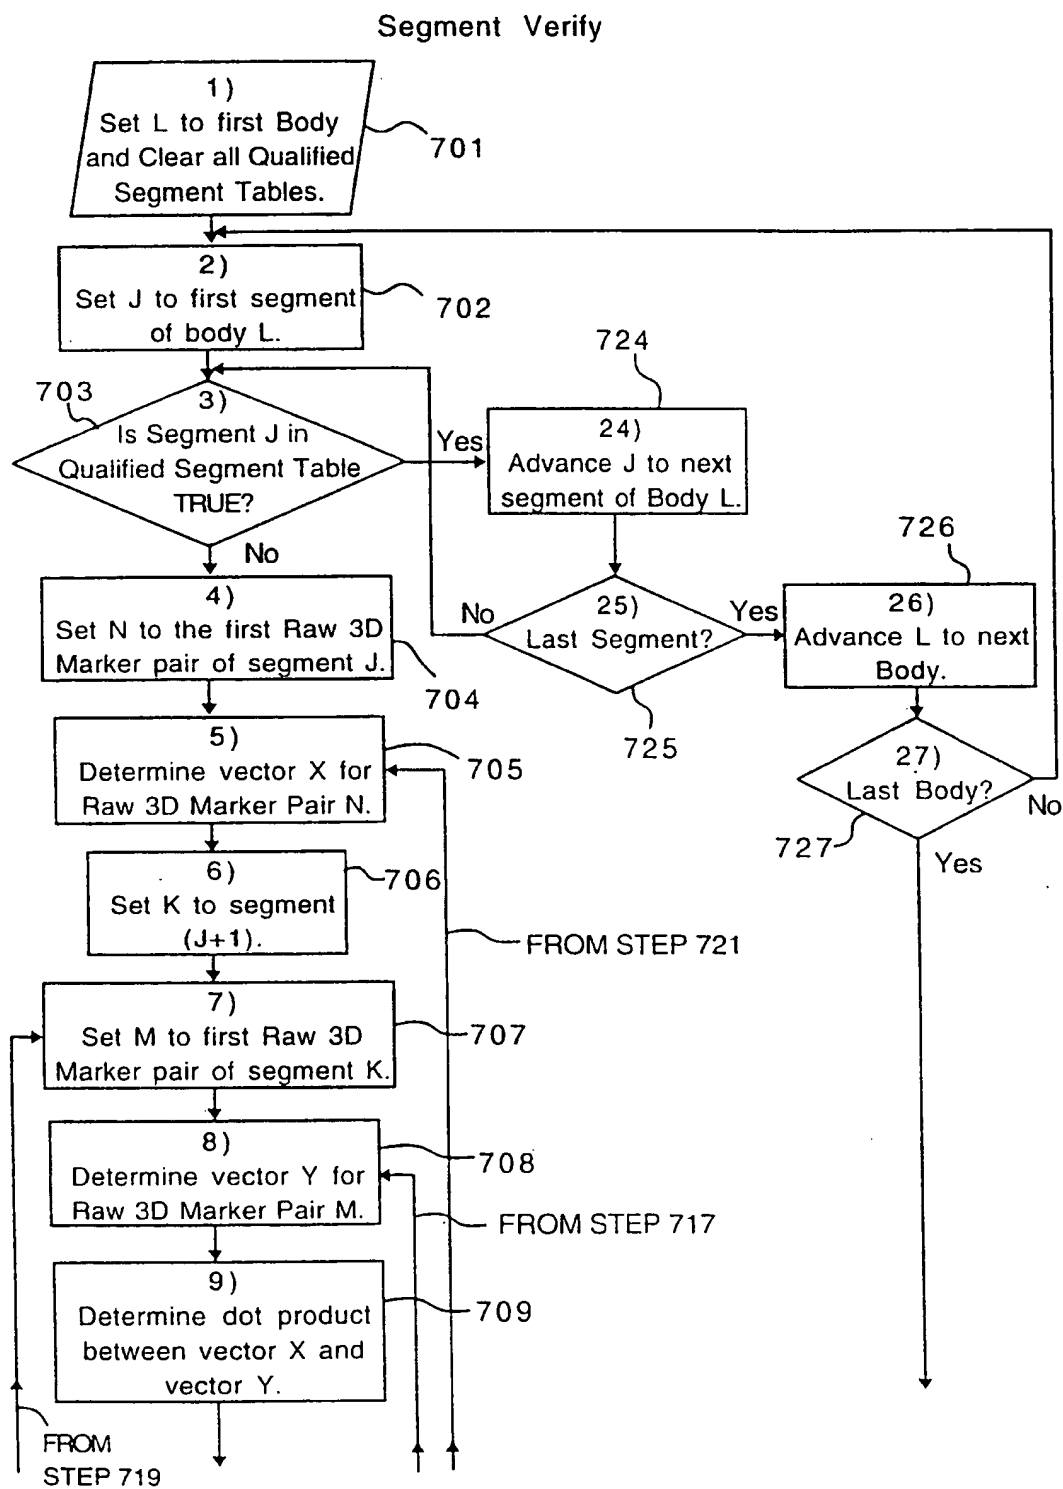 Segment Verify
1)
Set L to first Body
and Clear all Qualified
Segment Tables.
701
2)
Set J to first segment
of body L.
702
703
3)
Is Segment J in
Qualified Segment Table
TRUE?
Yes
No
724
24)
Advance J to next
segment of Body L.
4)
Set N to the first Raw 3D
Marker pair of segment J.
704
No
25)
Last Segment?
Yes
725
726
26)
Advance L to next
Body.
5)
Determine vector X for
Raw 3D Marker Pair N.
705
27)
Last Body?
No
727
Yes
6)
Set K to segment
(J+1).
706
FROM STEP 721
7)
Set M to first Raw 3D
Marker pair of segment K.
707
8)
Determine vector Y for
Raw 3D Marker Pair M.
708
FROM STEP 717
9)
Determine dot product
between vector X and
vector Y.
709
FROM
STEP 719